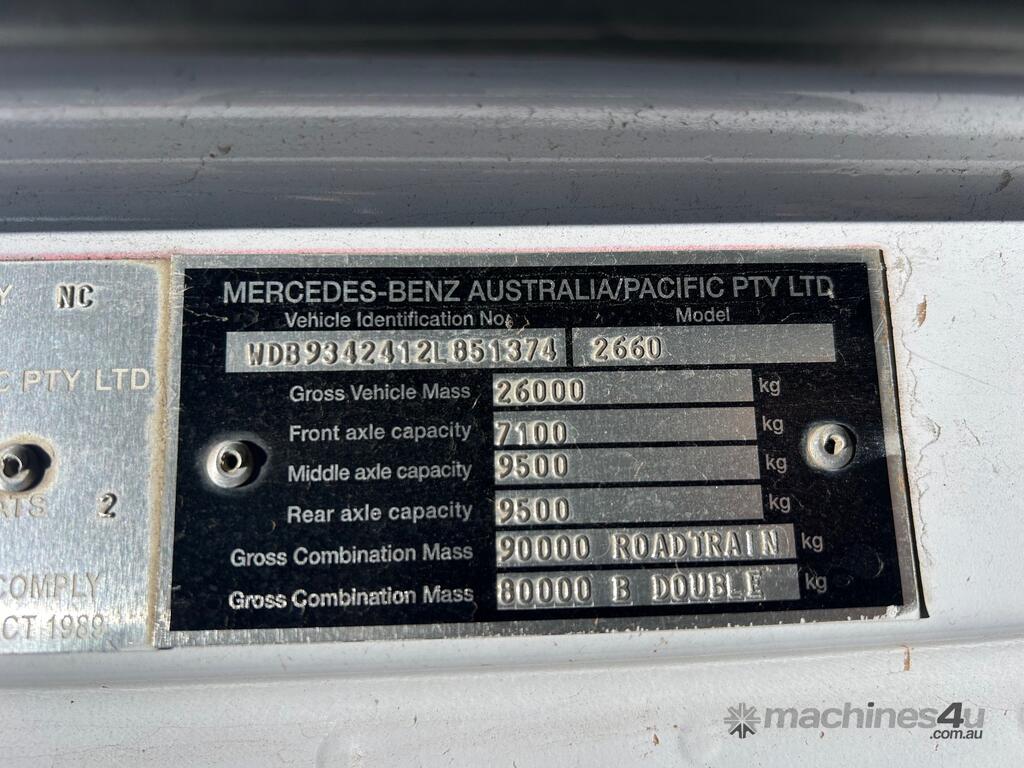 Y NC
C PTY LTD
ATS 2
COMPLY
CT 1989
MERCEDES-BENZ AUSTRALIA/PACIFIC PTY LTD
Vehicle Identification No. Model
WDB9342412L851374 2660
Gross Vehicle Mass 26000 kg
Front axle capacity 7100 kg
Middle axle capacity 9500 kg
Rear axle capacity 9500 kg
Gross Combination Mass 90000 ROADTRAIN kg
Gross Combination Mass 80000 B DOUBLE kg
machines4u
.com.au